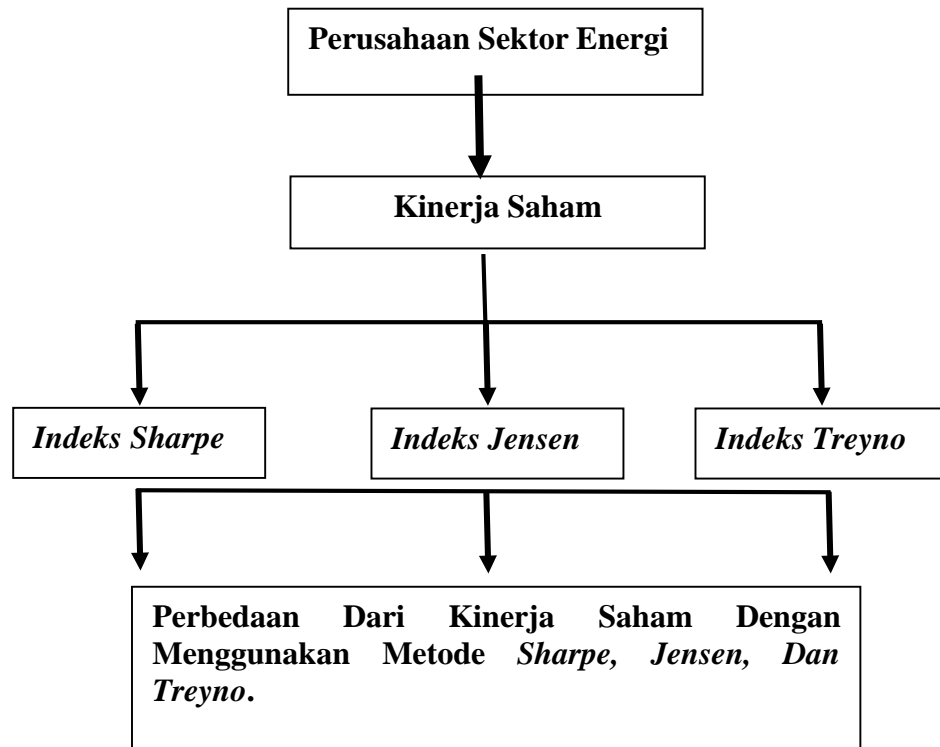 Perusahaan Sektor Energi
Kinerja Saham
Indeks Sharpe
Indeks Jensen
Indeks Treyno
Perbedaan Dari Kinerja Saham Dengan
Menggunakan Metode Sharpe, Jensen, Dan
Treyno.